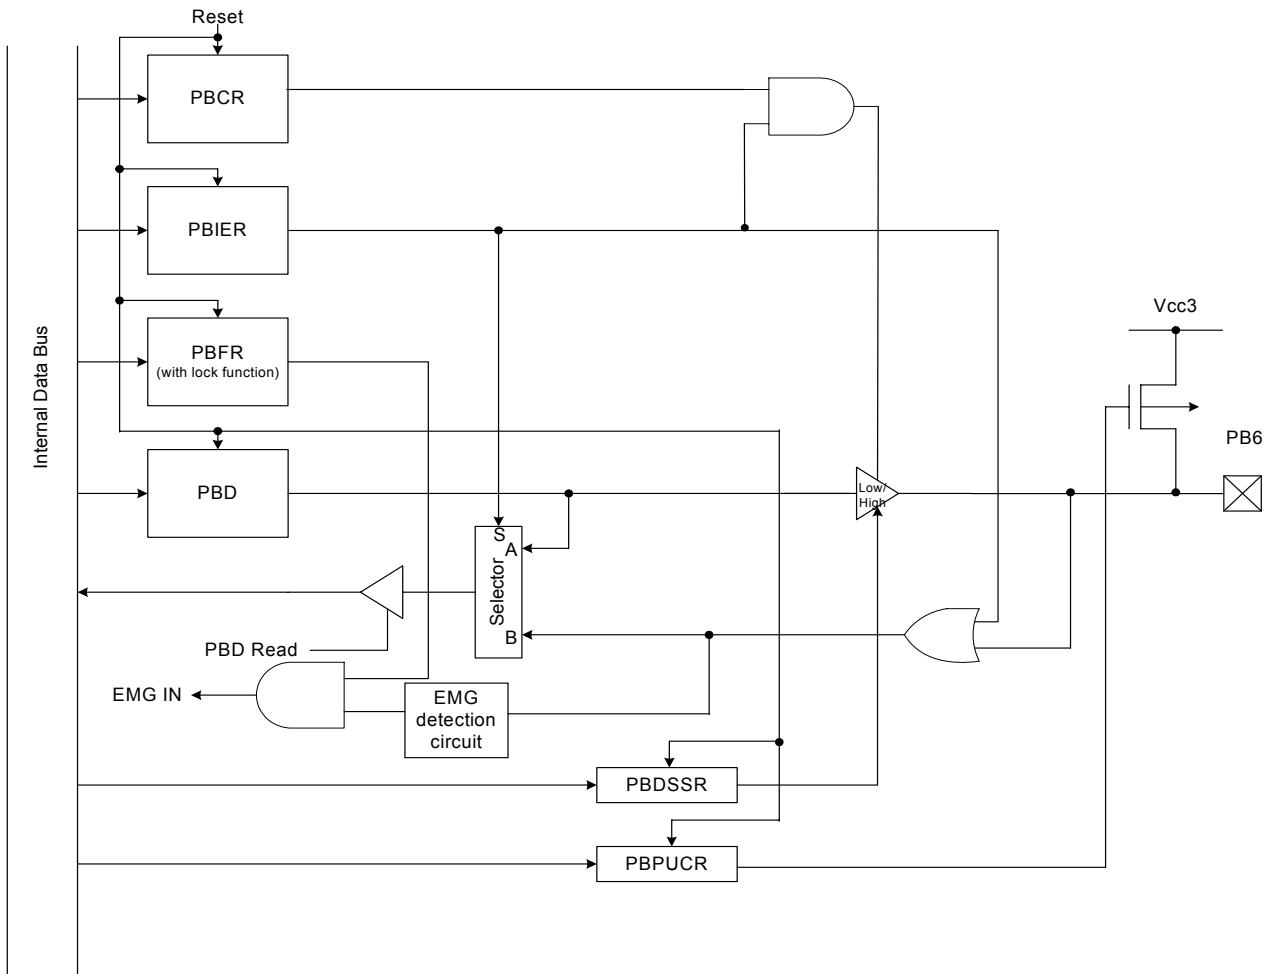 Reset
PBCR
PBIER
Internal Data Bus
PBFR
(with lock function)
Vcc3
PB6
PBD
Low/
High
S
A
Selector
B
PBD Read
EMG IN
EMG
detection
circuit
PBDSSR
PBPUCR